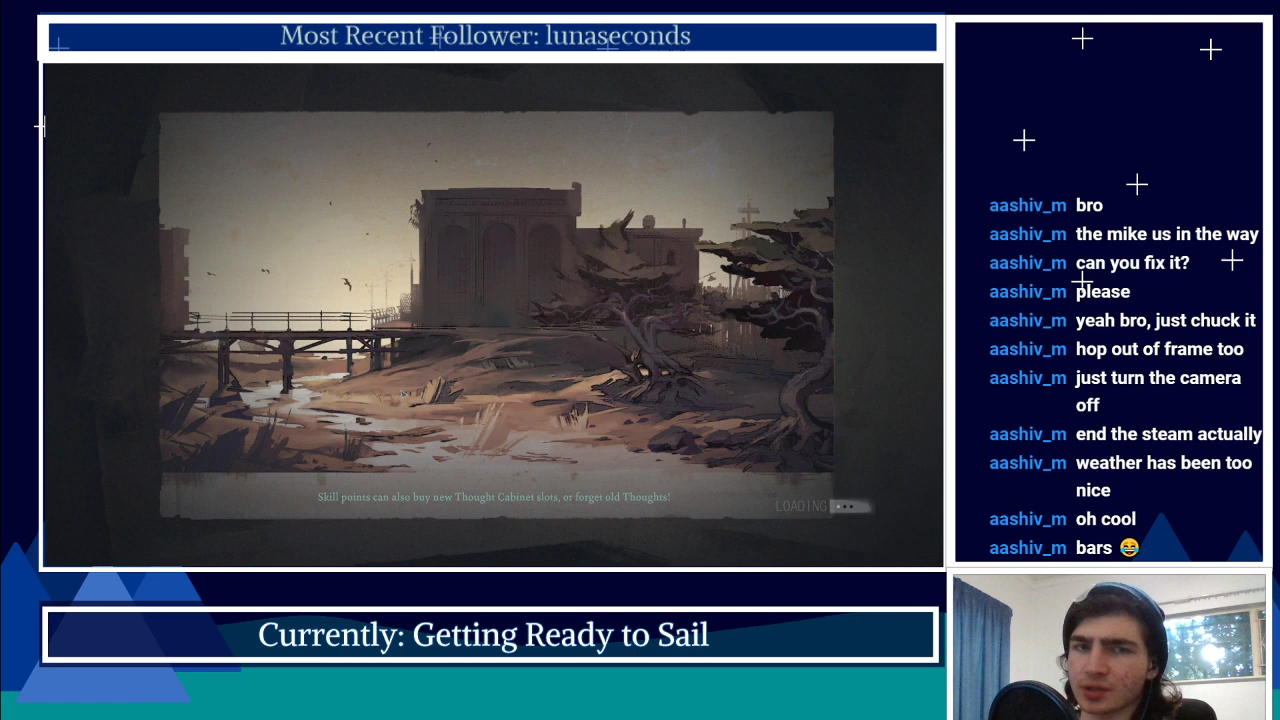 Most Recent Follower: lunaseconds
Skill points can also buy new Thought Cabinet slots, or forget old Thoughts!
LOADING
Currently: Getting Ready to Sail
aashiv_m bro
aashiv_m the mike us in the way
aashiv_m can you fix it?
aashiv_m please
aashiv_m yeah bro, just chuck it
aashiv_m hop out of frame too
aashiv_m just turn the camera
off
aashiv_m end the steam actually
aashiv_m weather has been too
nice
aashiv_m oh cool
aashiv_m bars 😂